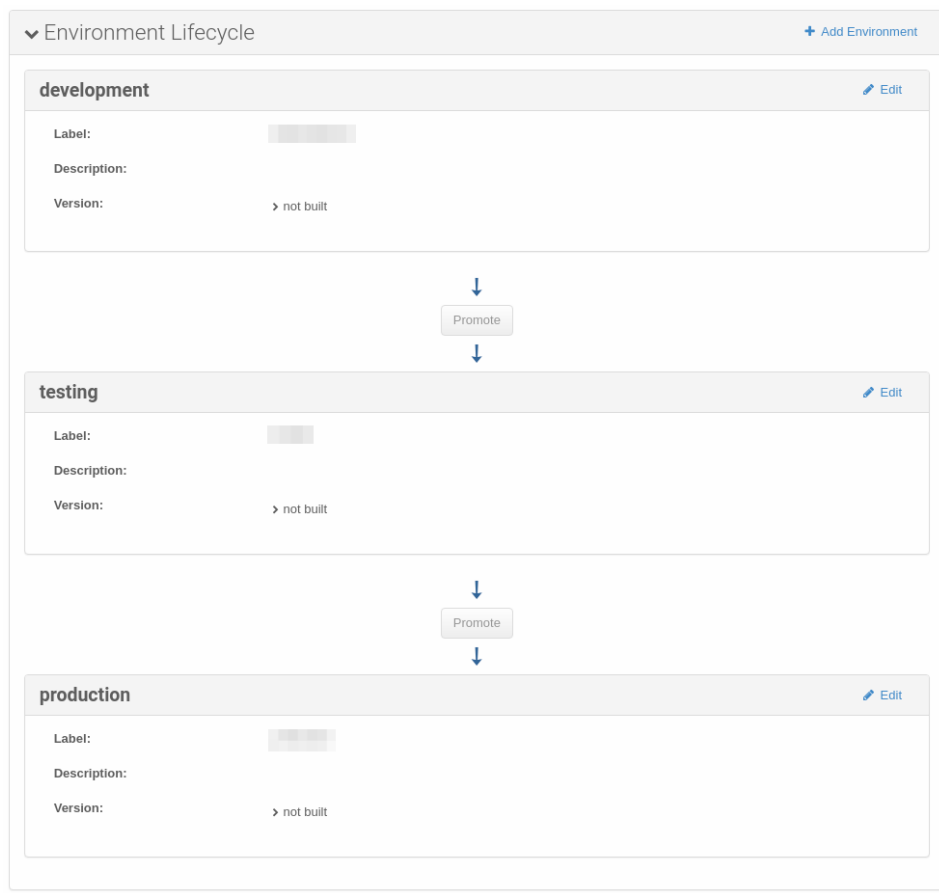 Environment Lifecycle
Add Environment
development
Edit
Label:
Description:
Version: not built
Promote
testing
Edit
Label:
Description:
Version: not built
Promote
production
Edit
Label:
Description:
Version: not built